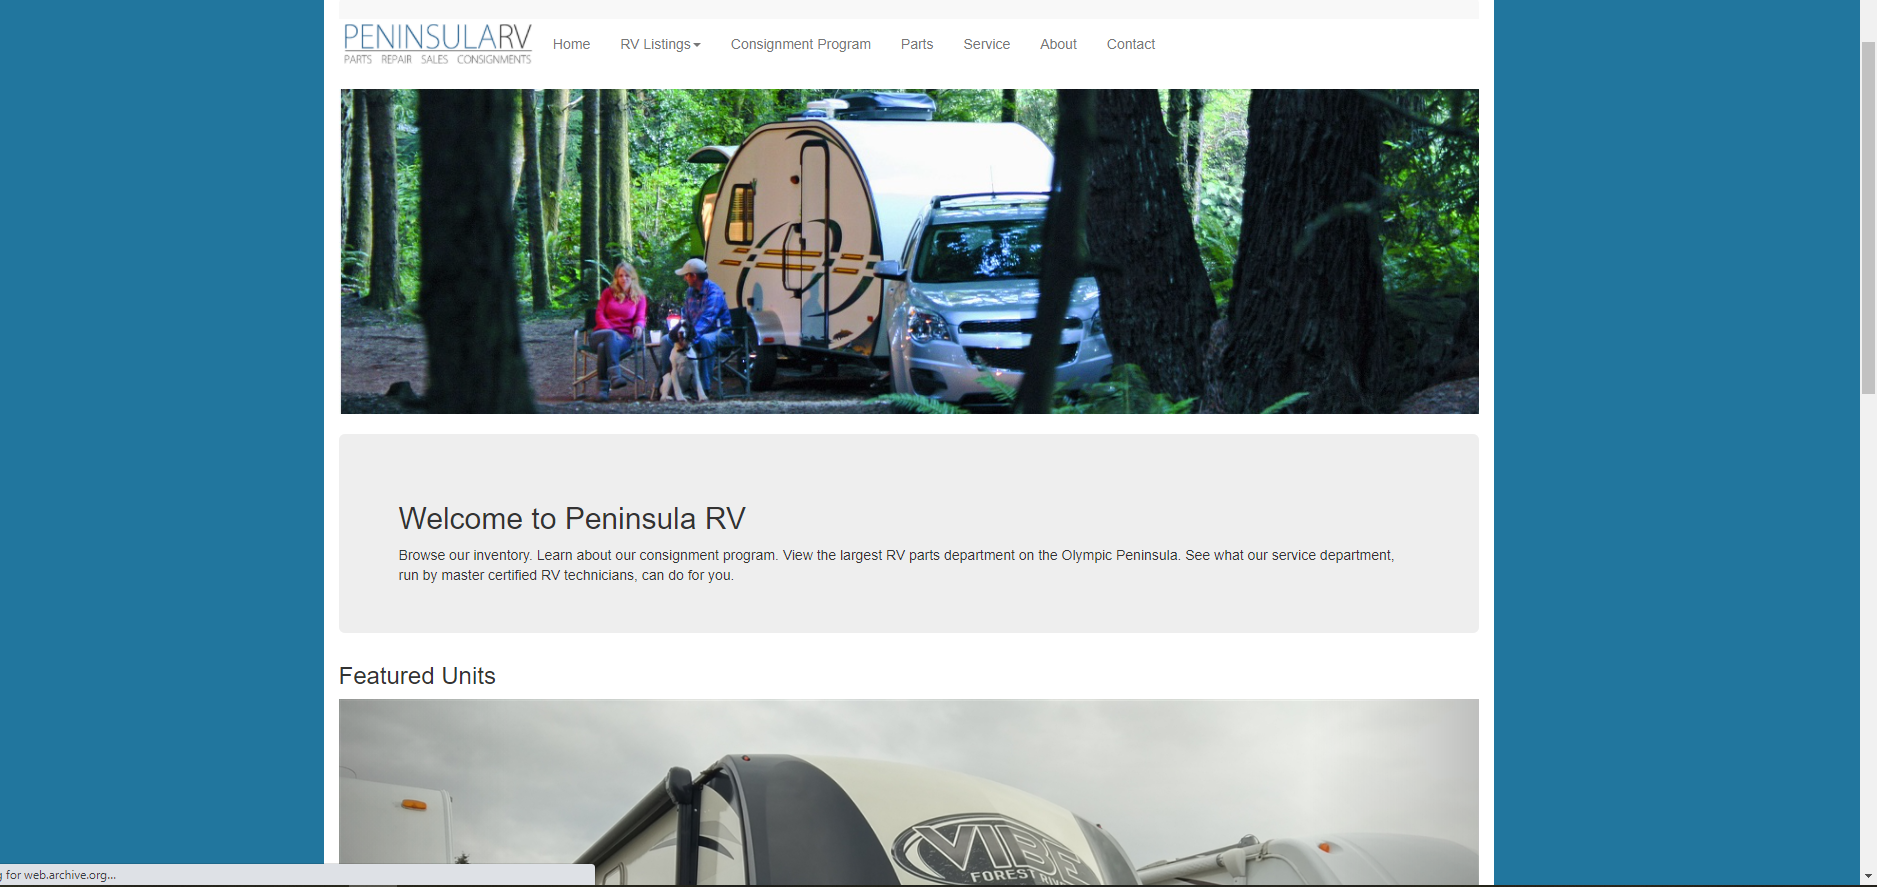 PENINSULARV
PARTS REPAIR SALES CONSIGNMENTS
Home RV Listings Consignment Program Parts Service About Contact
Welcome to Peninsula RV
Browse our inventory. Learn about our consignment program. View the largest RV parts department on the Olympic Peninsula. See what our service department,
run by master certified RV technicians, can do for you.
Featured Units
VIBE
FOREST RIVER
g for web.archive.org...